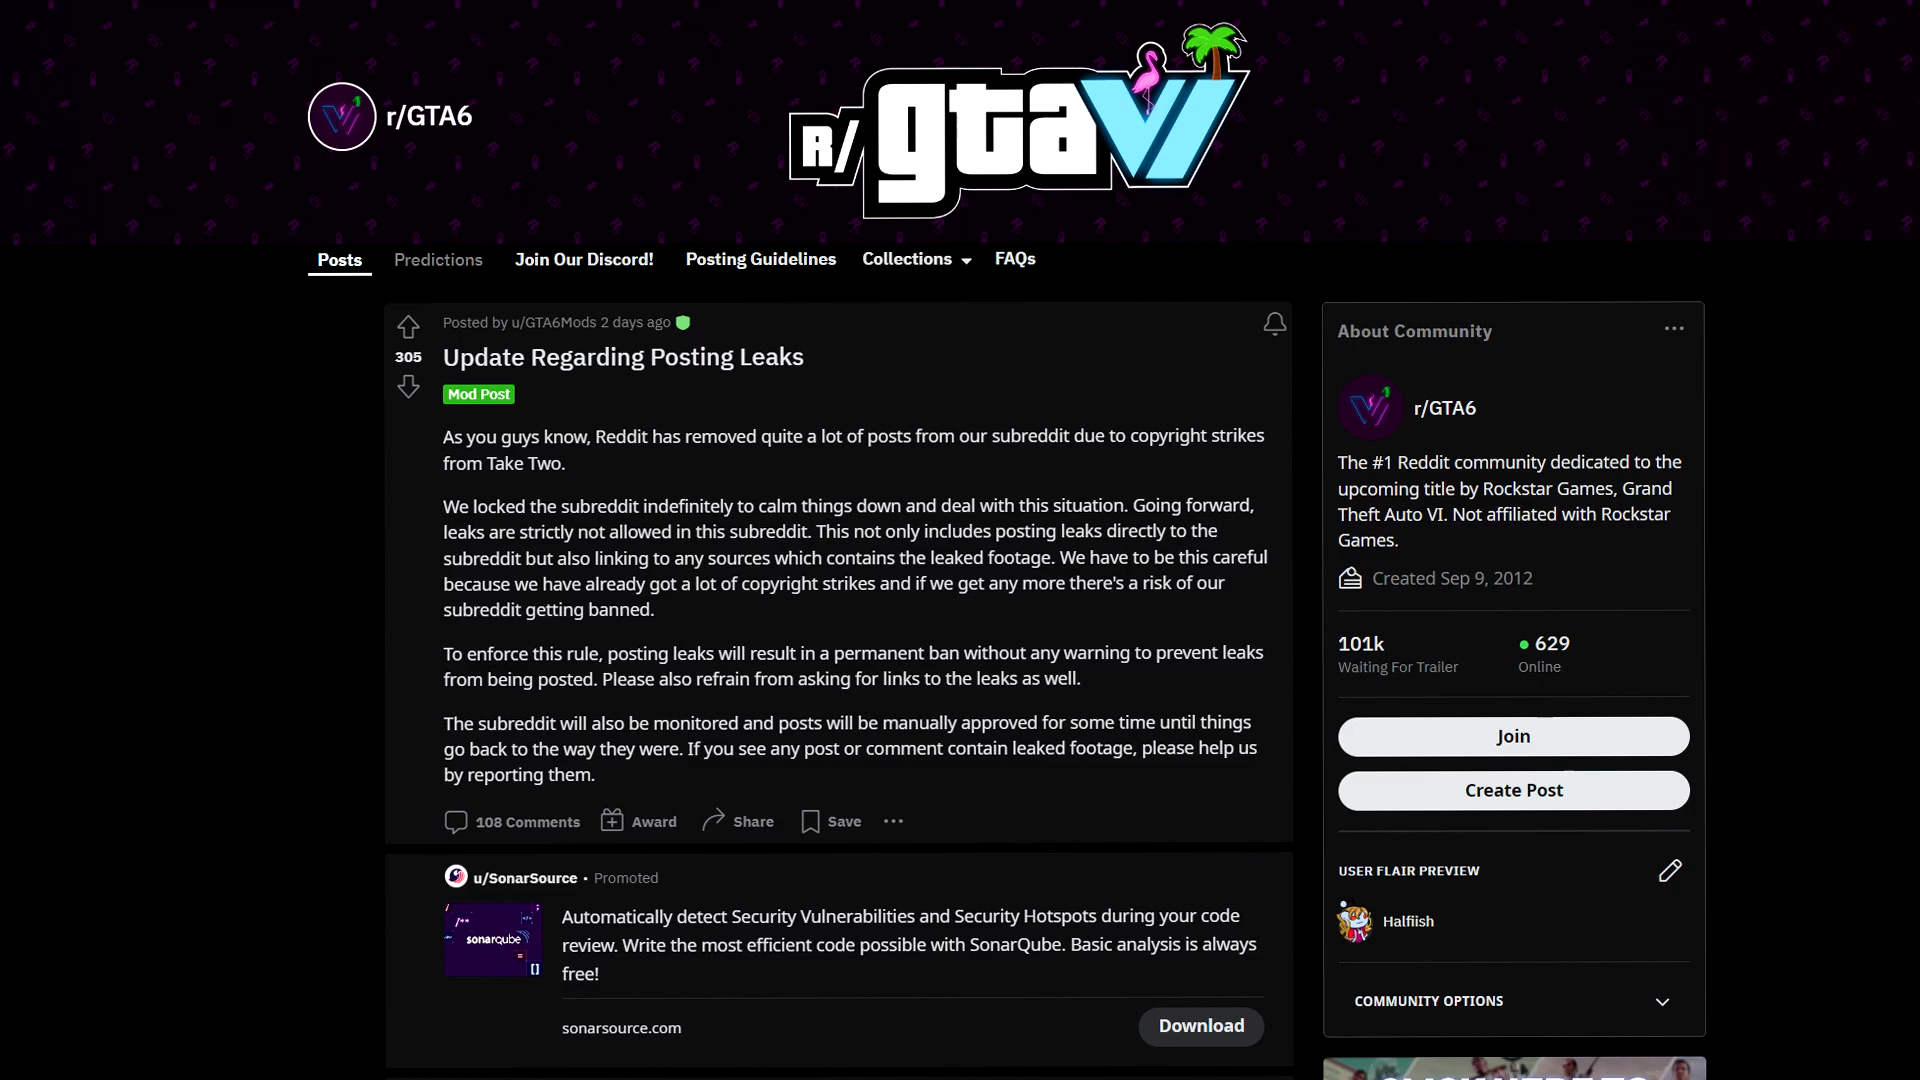 r/GTA6
R/gtaVI
Posts
Predictions
Join Our Discord!
Posting Guidelines
Collections
FAQs
Posted by u/GTA6Mods 2 days ago
305
Update Regarding Posting Leaks
Mod Post
As you guys know, Reddit has removed quite a lot of posts from our subreddit due to copyright strikes
from Take Two.
We locked the subreddit indefinitely to calm things down and deal with this situation. Going forward,
leaks are strictly not allowed in this subreddit. This not only includes posting leaks directly to the
subreddit but also linking to any sources which contains the leaked footage. We have to be this careful
because we have already got a lot of copyright strikes and if we get any more there's a risk of our
subreddit getting banned.
To enforce this rule, posting leaks will result in a permanent ban without any warning to prevent leaks
from being posted. Please also refrain from asking for links to the leaks as well.
The subreddit will also be monitored and posts will be manually approved for some time until things
go back to the way they were. If you see any post or comment contain leaked footage, please help us
by reporting them.
108 Comments
Award
Share
Save
u/SonarSource • Promoted
sonarqube
Automatically detect Security Vulnerabilities and Security Hotspots during your code
review. Write the most efficient code possible with SonarQube. Basic analysis is always
free!
sonarsource.com
Download
About Community
r/GTA6
The #1 Reddit community dedicated to the
upcoming title by Rockstar Games, Grand
Theft Auto VI. Not affiliated with Rockstar
Games.
Created Sep 9, 2012
101k
629
Waiting For Trailer
Online
Join
Create Post
USER FLAIR PREVIEW
Halfiish
COMMUNITY OPTIONS